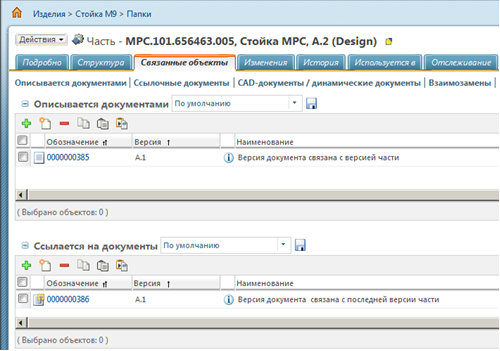 Изделия > Стойка М9 > Папки
Действия Часть - МРС.101.656463.005, Стойка МРС, A.2 (Design)
Подробно Структура Связанные объекты Изменения История Используется в Отслеживание
Описывается документами | Ссылочные документы | CAD-документы / динамические документы | Взаимозамены |
Описывается документами По умолчанию
Обозначение Версия Наименование
0000000385 A.1 Версия документа связана с версией части
( Выбрано объектов: 0 )
Ссылается на документы По умолчанию
Обозначение Версия Наименование
0000000386 A.1 Версия документа связана с последней версии части
( Выбрано объектов: 0 )